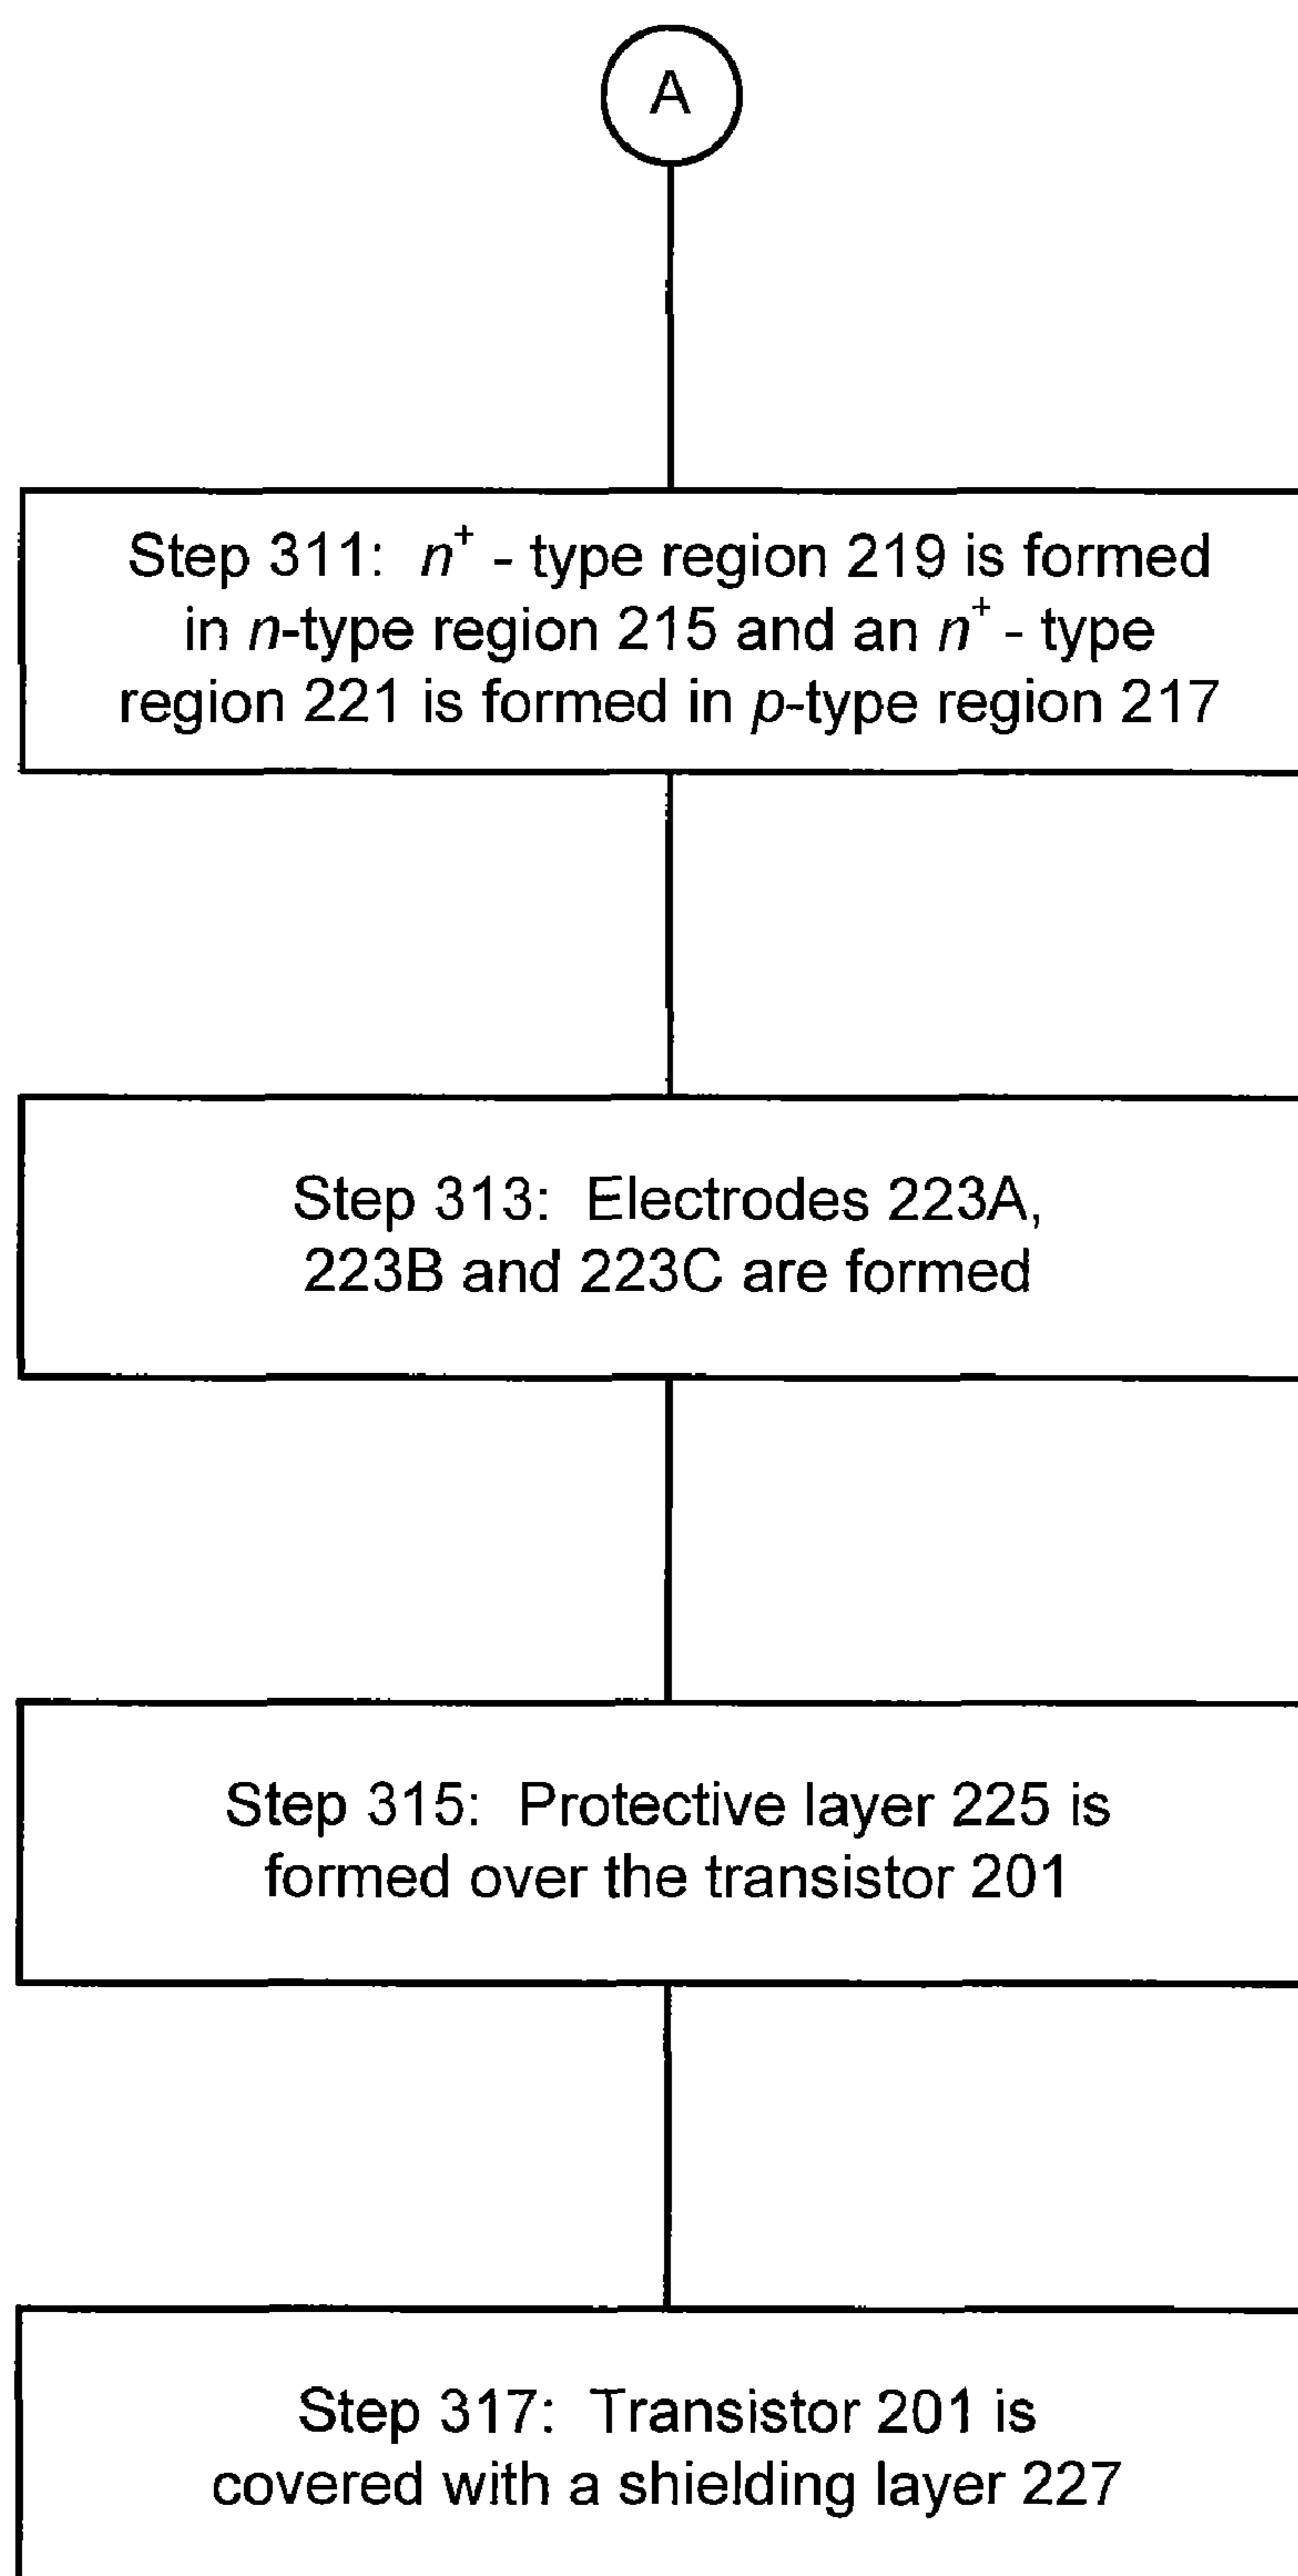 A
Step 311: n⁺ - type region 219 is formed
in n-type region 215 and an n⁺ - type
region 221 is formed in p-type region 217
Step 313: Electrodes 223A,
223B and 223C are formed
Step 315: Protective layer 225 is
formed over the transistor 201
Step 317: Transistor 201 is
covered with a shielding layer 227